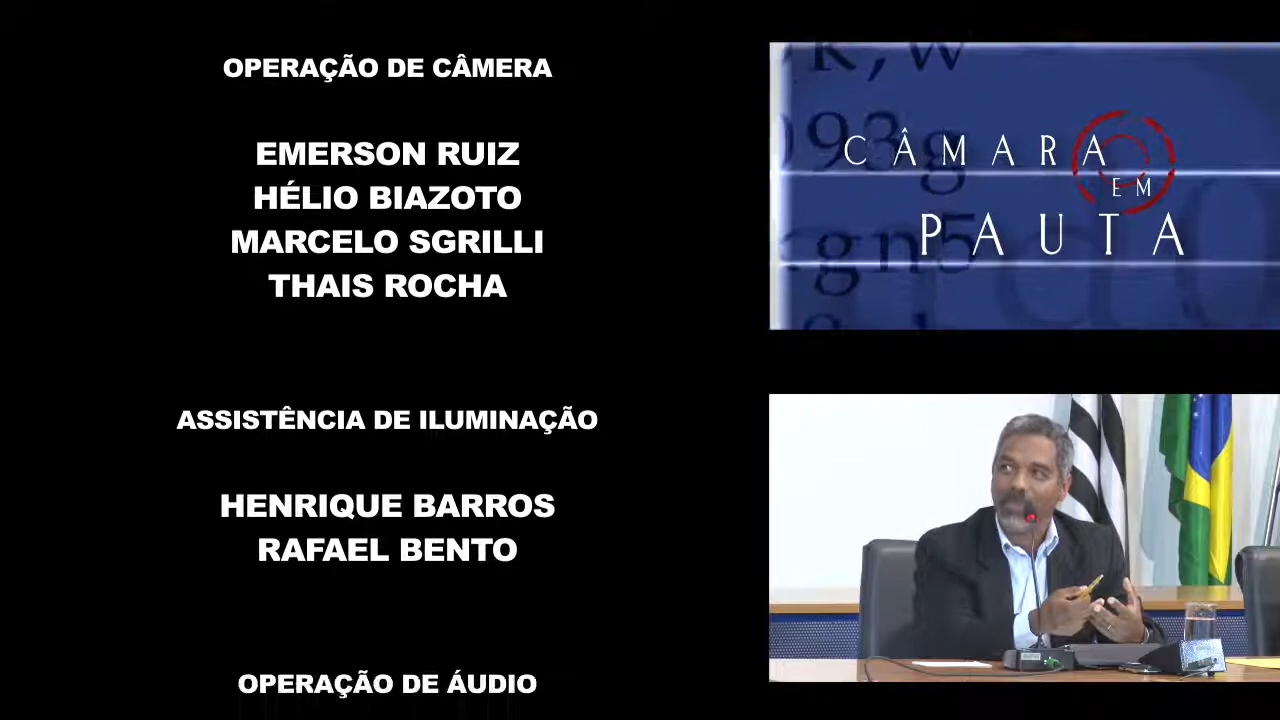 OPERAÇÃO DE CÂMERA
EMERSON RUIZ
HÉLIO BIAZOTO
MARCELO SGRILLI
THAIS ROCHA
ASSISTÊNCIA DE ILUMINAÇÃO
HENRIQUE BARROS
RAFAEL BENTO
OPERAÇÃO DE ÁUDIO
CÂMARA
EM
PAUTA